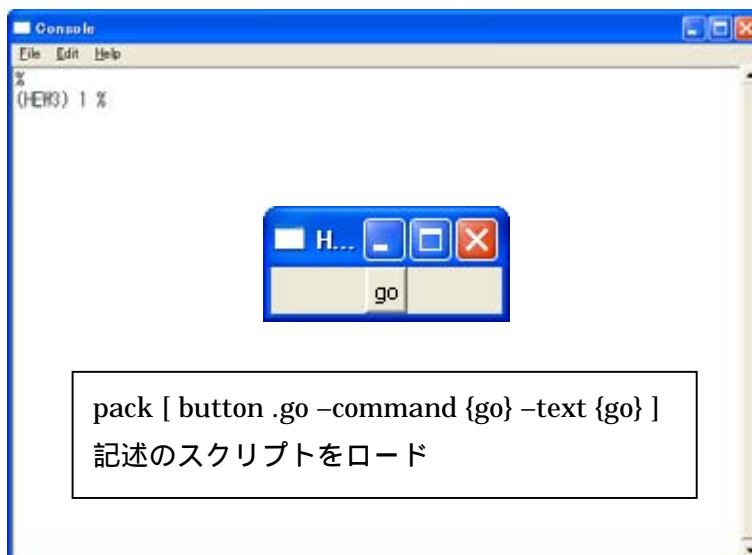 Console
File Edit Help
%
(HEW3) 1 %
H...
go
pack [ button .go –command {go} –text {go} ]
記述のスクリプトをロード